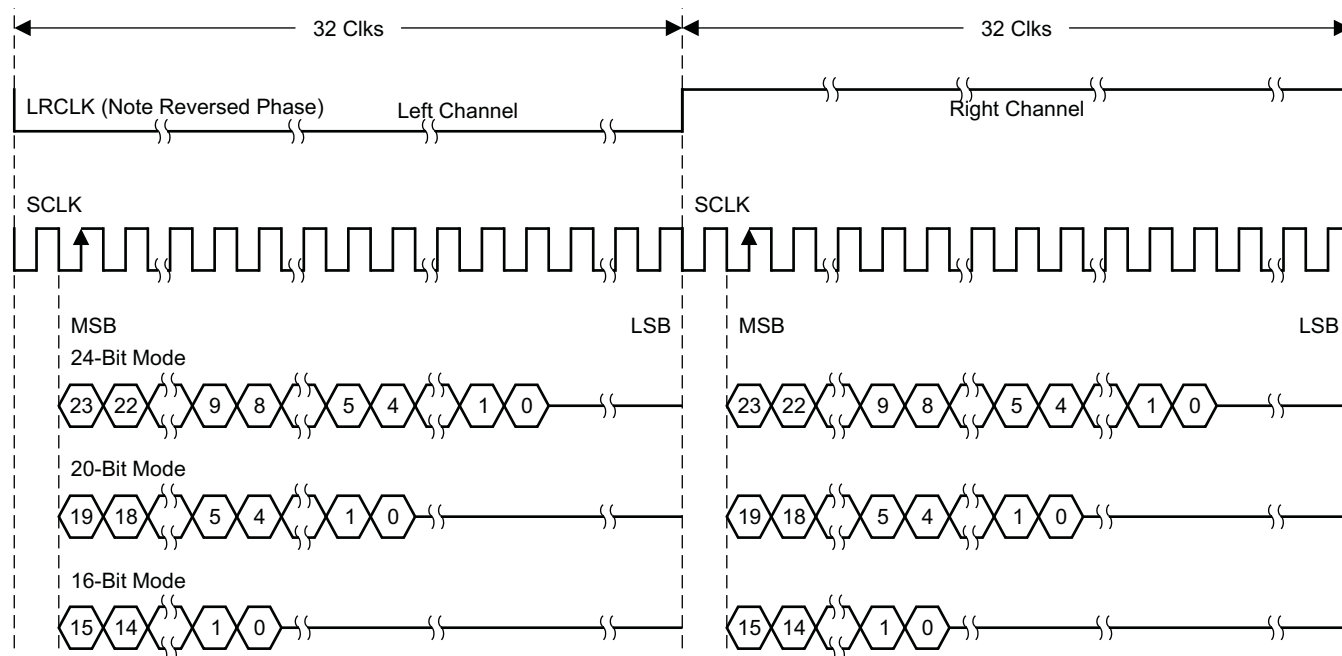 32 Clks 32 Clks
LRCLK (Note Reversed Phase) Left Channel Right Channel
SCLK SCLK
MSB LSB MSB LSB
24-Bit Mode
23 22 9 8 5 4 1 0 23 22 9 8 5 4 1 0
20-Bit Mode
19 18 5 4 1 0 19 18 5 4 1 0
16-Bit Mode
15 14 1 0 15 14 1 0